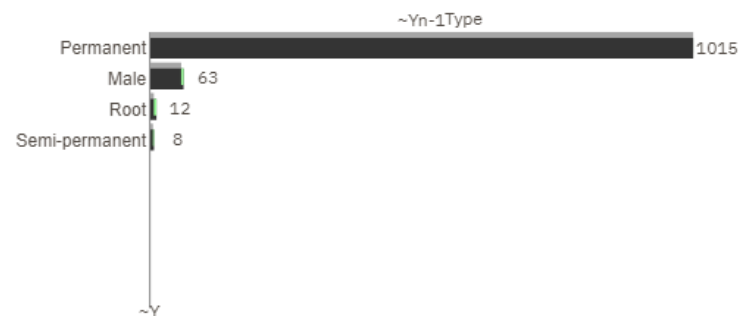 ~Yn-1Type
Permanent 1015
Male 63
Root 12
Semi-permanent 8
~Y